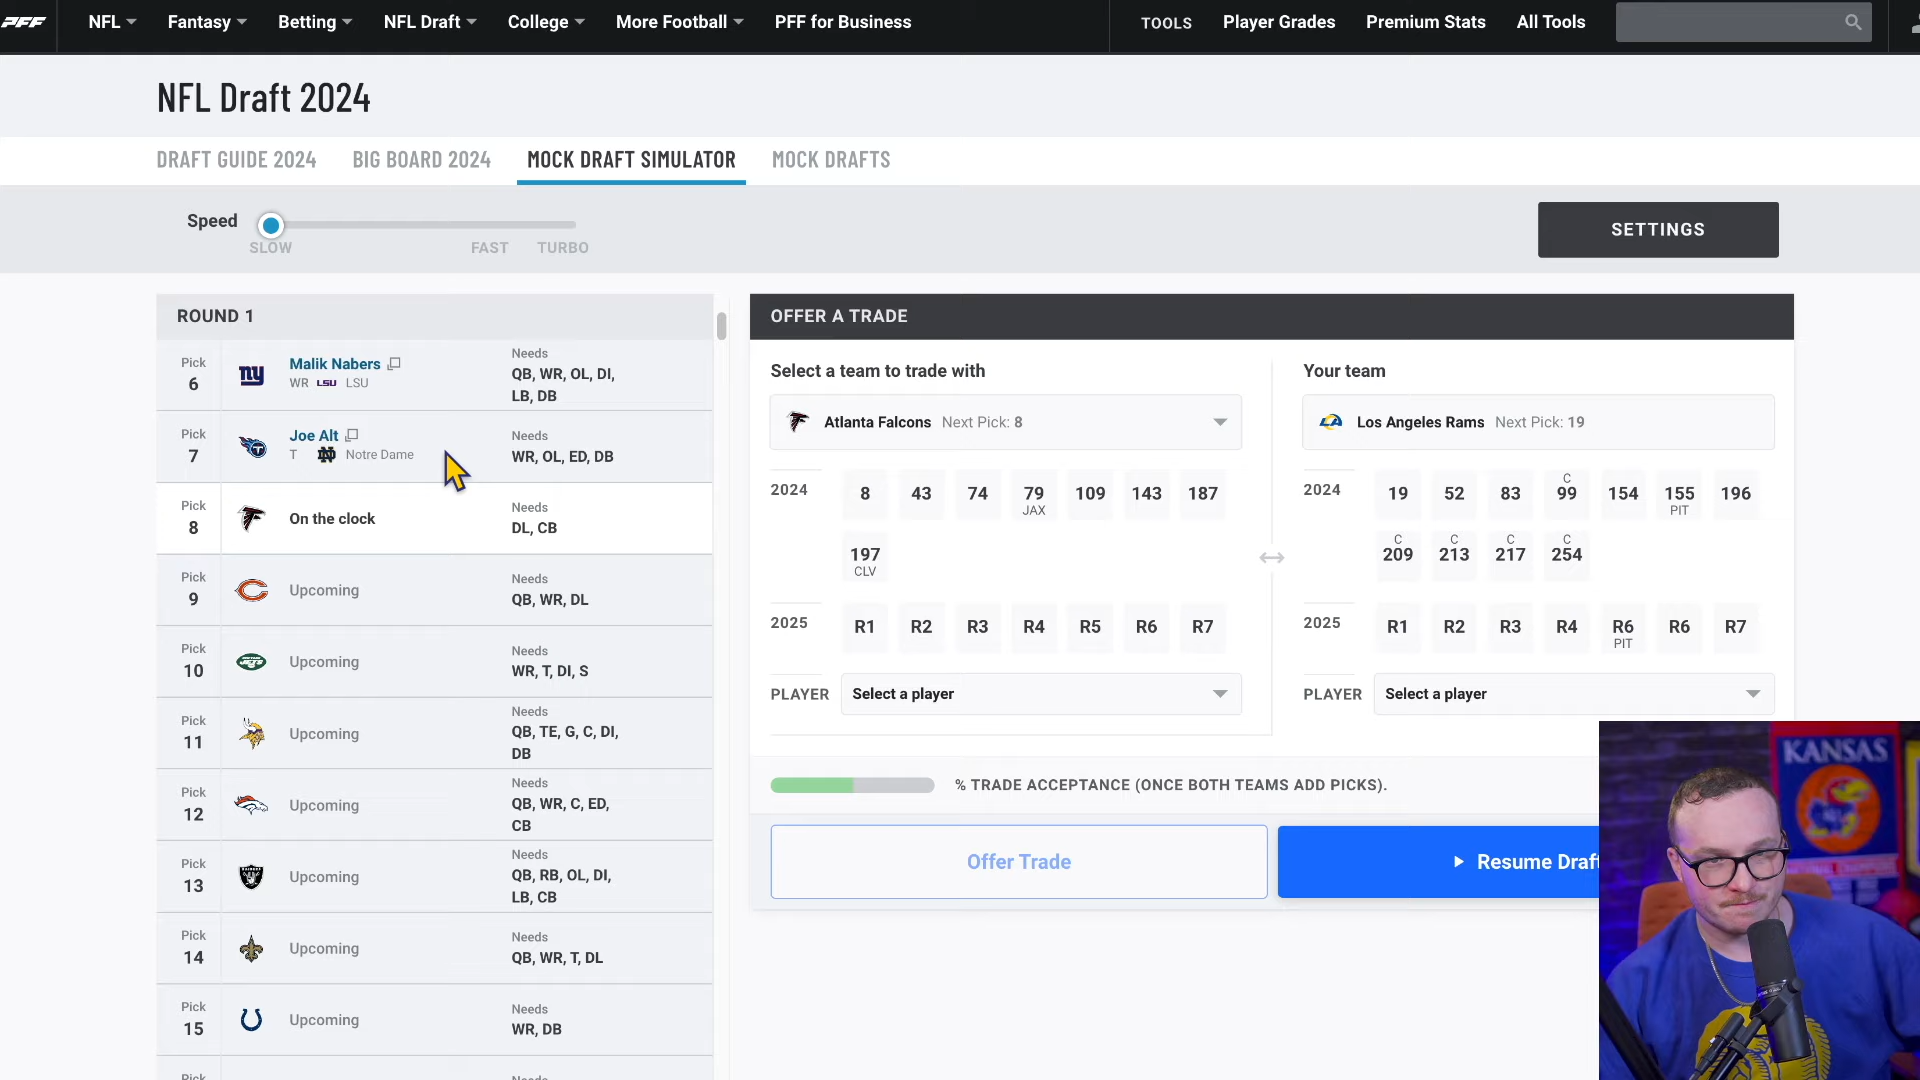 PFF NFL Fantasy Betting NFL Draft College More Football PFF for Business TOOLS Player Grades Premium Stats All Tools
NFL Draft 2024
DRAFT GUIDE 2024 BIG BOARD 2024 MOCK DRAFT SIMULATOR MOCK DRAFTS
Speed
SLOW FAST TURBO
SETTINGS
ROUND 1
Pick 6
ny
Malik Nabers
WR LSU LSU
Needs
QB, WR, OL, DI,
LB, DB
Pick 7
Joe Alt
T Notre Dame
Needs
WR, OL, ED, DB
Pick 8
On the clock
Needs
DL, CB
Pick 9
Upcoming
Needs
QB, WR, DL
Pick 10
JETS
Upcoming
Needs
WR, T, DI, S
Pick 11
Upcoming
Needs
QB, TE, G, C, DI,
DB
Pick 12
Upcoming
Needs
QB, WR, C, ED,
CB
Pick 13
Upcoming
Needs
QB, RB, OL, DI,
LB, CB
Pick 14
Upcoming
Needs
QB, WR, T, DL
Pick 15
Upcoming
Needs
WR, DB
Pick
Needs
OFFER A TRADE
Select a team to trade with
Atlanta Falcons Next Pick: 8
2024 8 43 74 79 109 143 187
JAX
197
CLV
2025 R1 R2 R3 R4 R5 R6 R7
PLAYER Select a player
Your team
LA Los Angeles Rams Next Pick: 19
C
2024 19 52 83 99 154 155 196
PIT
C C C C
209 213 217 254
2025 R1 R2 R3 R4 R6 R6 R7
PIT
PLAYER Select a player
% TRADE ACCEPTANCE (ONCE BOTH TEAMS ADD PICKS).
Offer Trade
Resume Draf
KANSAS